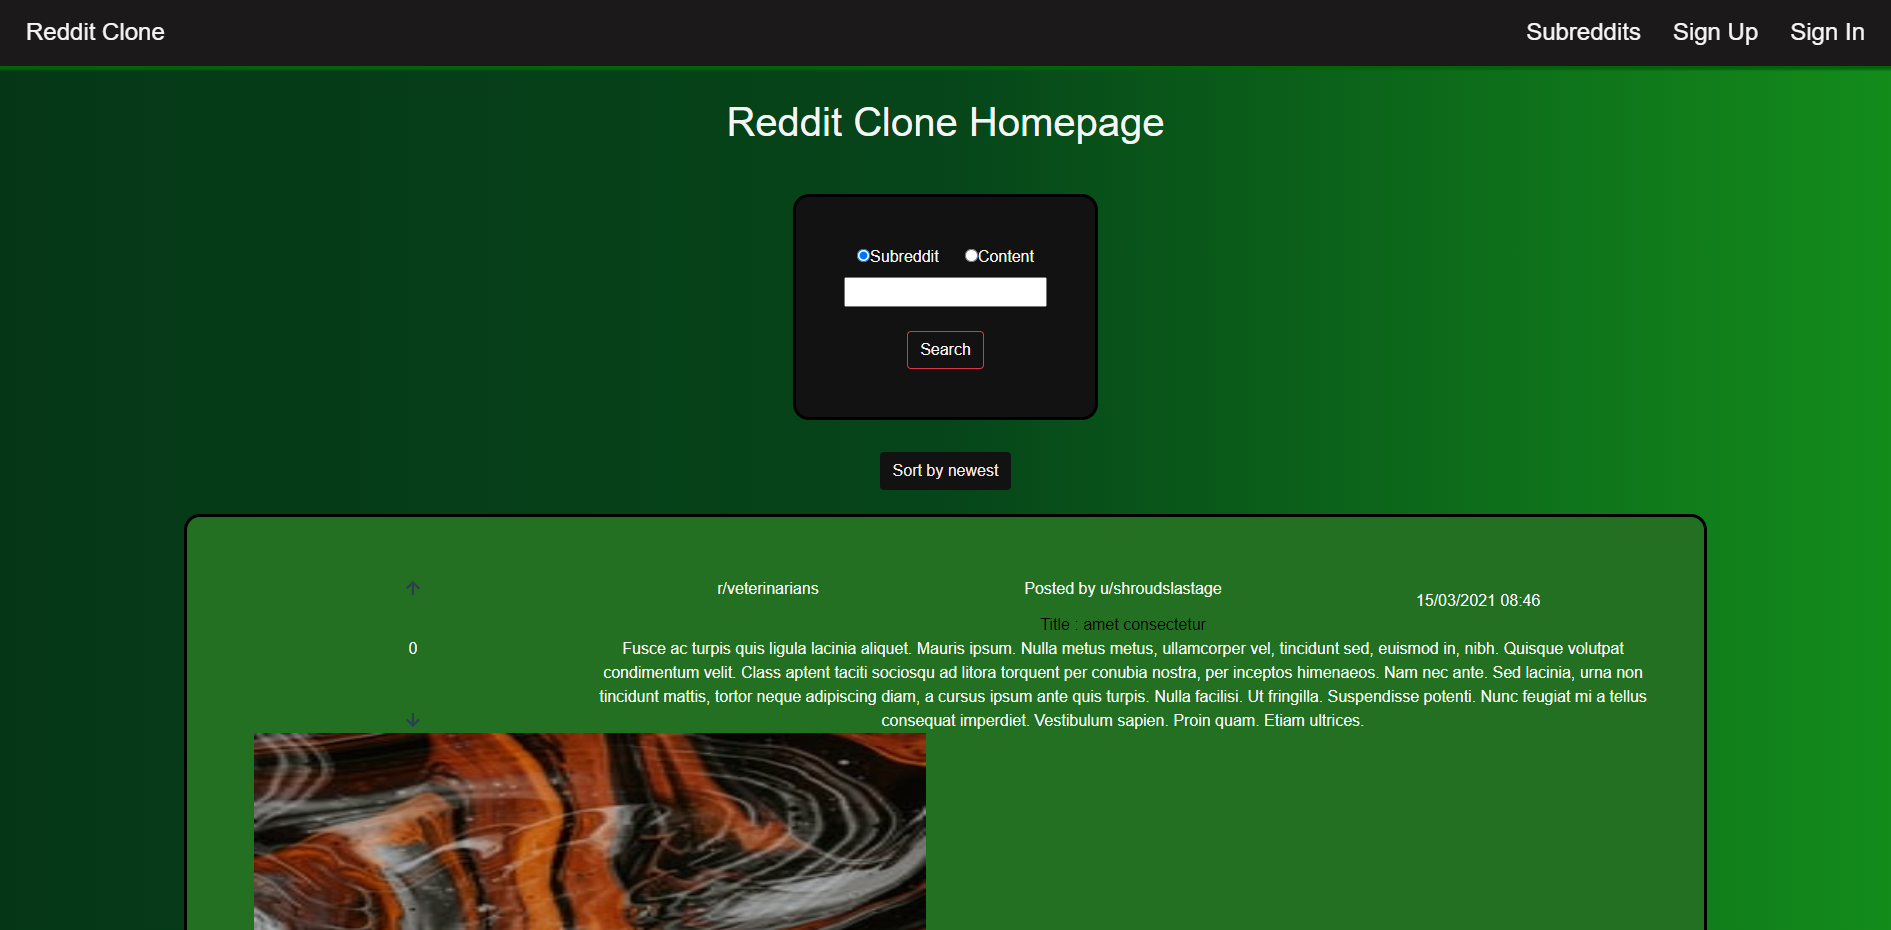 Reddit Clone
Subreddits Sign Up Sign In
Reddit Clone Homepage
Subreddit Content
Search
Sort by newest
r/veterinarians Posted by u/shroudslastage
15/03/2021 08:46
Title : amet consectetur
0
Fusce ac turpis quis ligula lacinia aliquet. Mauris ipsum. Nulla metus metus, ullamcorper vel, tincidunt sed, euismod in, nibh. Quisque volutpat
condimentum velit. Class aptent taciti sociosqu ad litora torquent per conubia nostra, per inceptos himenaeos. Nam nec ante. Sed lacinia, urna non
tincidunt mattis, tortor neque adipiscing diam, a cursus ipsum ante quis turpis. Nulla facilisi. Ut fringilla. Suspendisse potenti. Nunc feugiat mi a tellus
consequat imperdiet. Vestibulum sapien. Proin quam. Etiam ultrices.